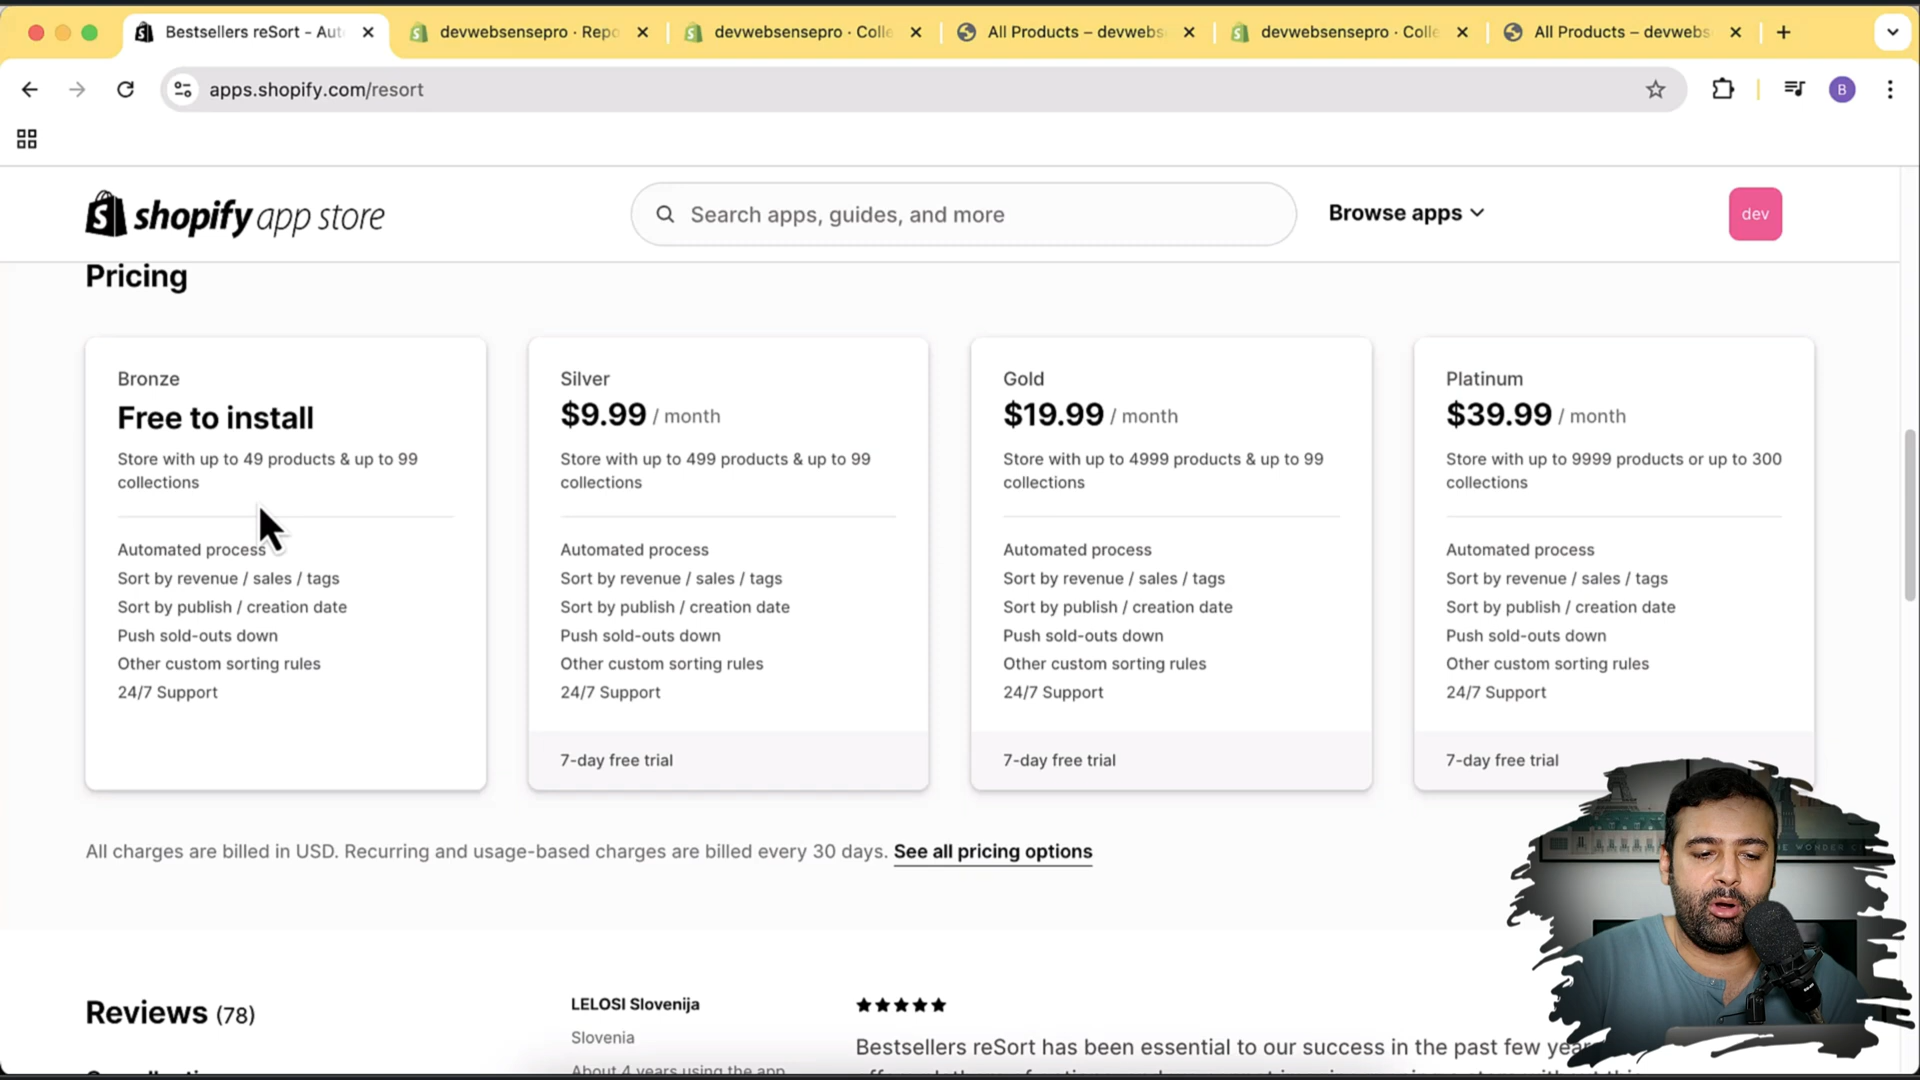 Bestsellers reSort - Aut
devwebsensepro · Repo
devwebsensepro · Colle
All Products – devwebs
devwebsensepro · Colle
All Products – devwebs
apps.shopify.com/resort
B
shopify app store
Search apps, guides, and more
Browse apps
dev
Pricing
Bronze
Free to install
Store with up to 49 products & up to 99
collections
Automated process
Sort by revenue / sales / tags
Sort by publish / creation date
Push sold-outs down
Other custom sorting rules
24/7 Support
Silver
$9.99 / month
Store with up to 499 products & up to 99
collections
Automated process
Sort by revenue / sales / tags
Sort by publish / creation date
Push sold-outs down
Other custom sorting rules
24/7 Support
7-day free trial
Gold
$19.99 / month
Store with up to 4999 products & up to 99
collections
Automated process
Sort by revenue / sales / tags
Sort by publish / creation date
Push sold-outs down
Other custom sorting rules
24/7 Support
7-day free trial
Platinum
$39.99 / month
Store with up to 9999 products or up to 300
collections
Automated process
Sort by revenue / sales / tags
Sort by publish / creation date
Push sold-outs down
Other custom sorting rules
24/7 Support
7-day free trial
All charges are billed in USD. Recurring and usage-based charges are billed every 30 days. See all pricing options
Reviews (78)
LELOSI Slovenija
Slovenia
About 4 years using the app
Bestsellers reSort has been essential to our success in the past few